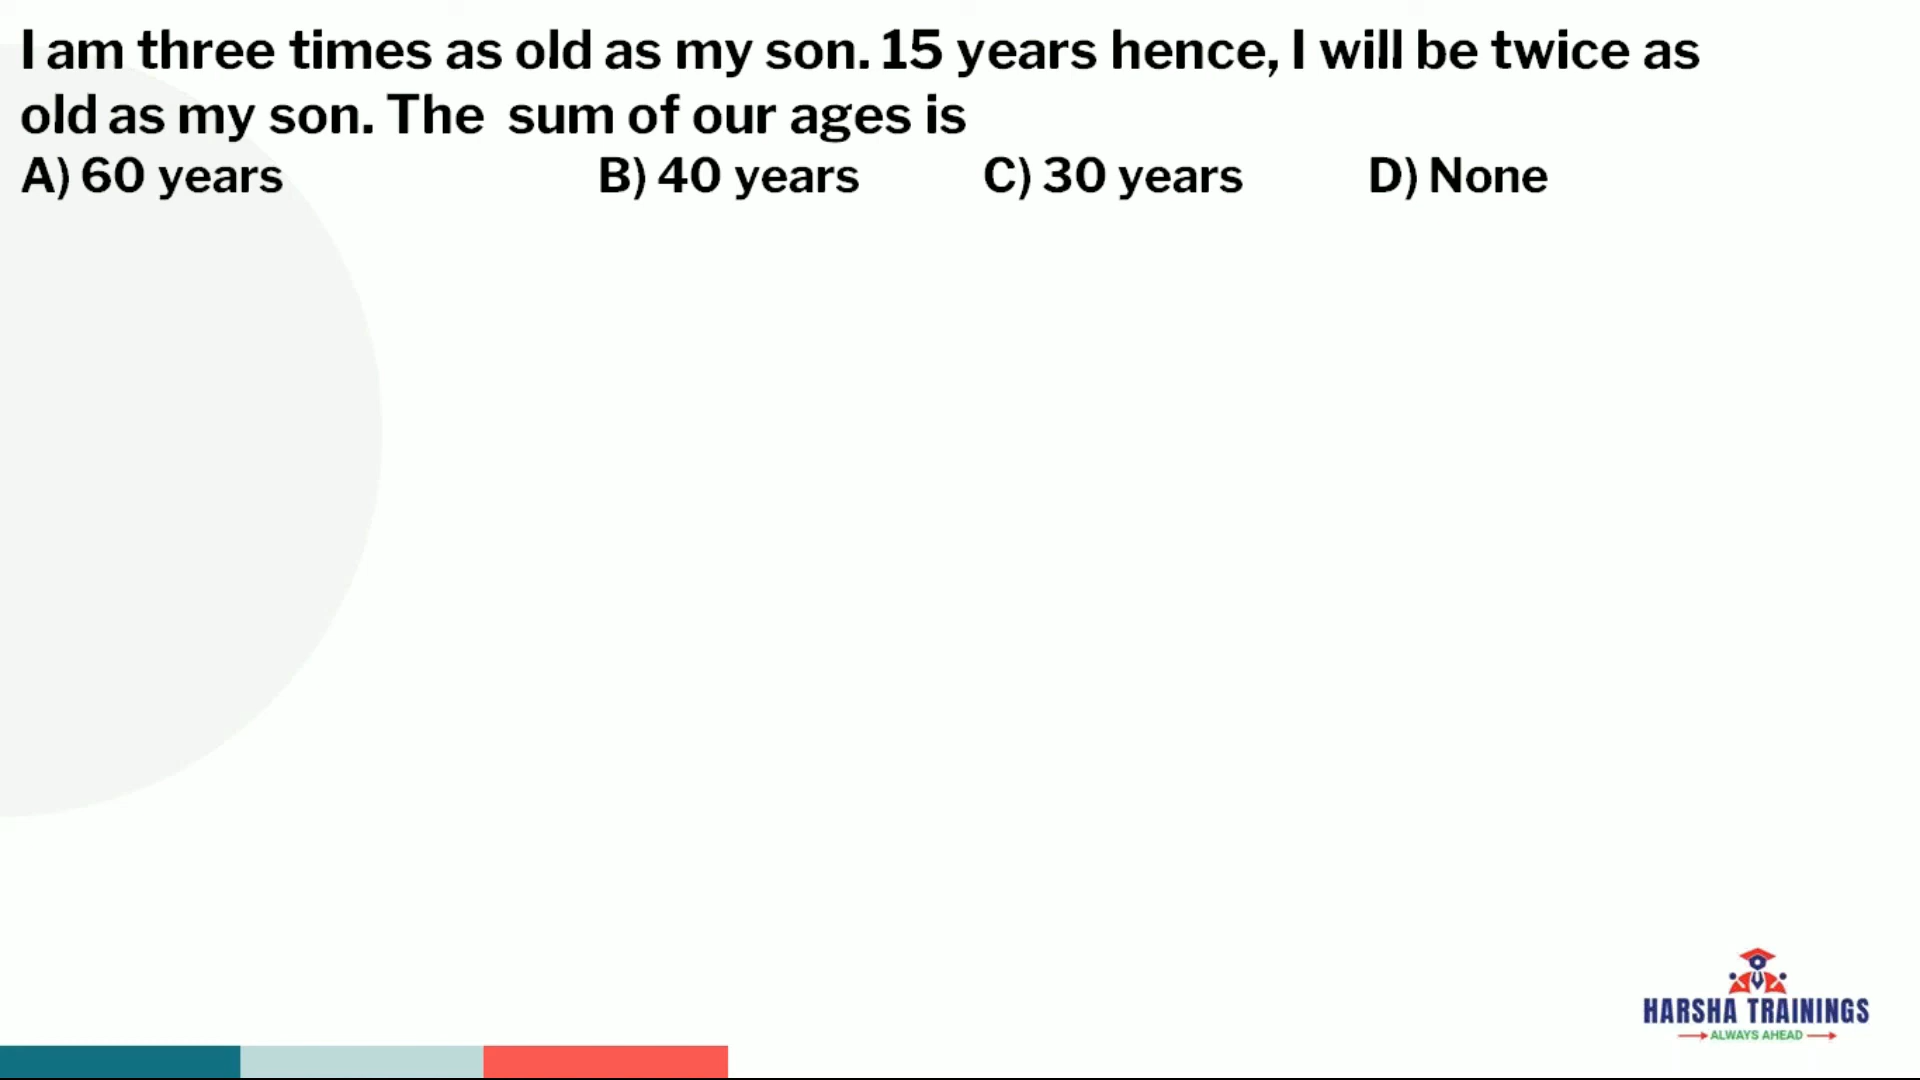 I am three times as old as my son. 15 years hence, I will be twice as
old as my son. The sum of our ages is
A) 60 years B) 40 years C) 30 years D) None
HARSHA TRAININGS
ALWAYS AHEAD